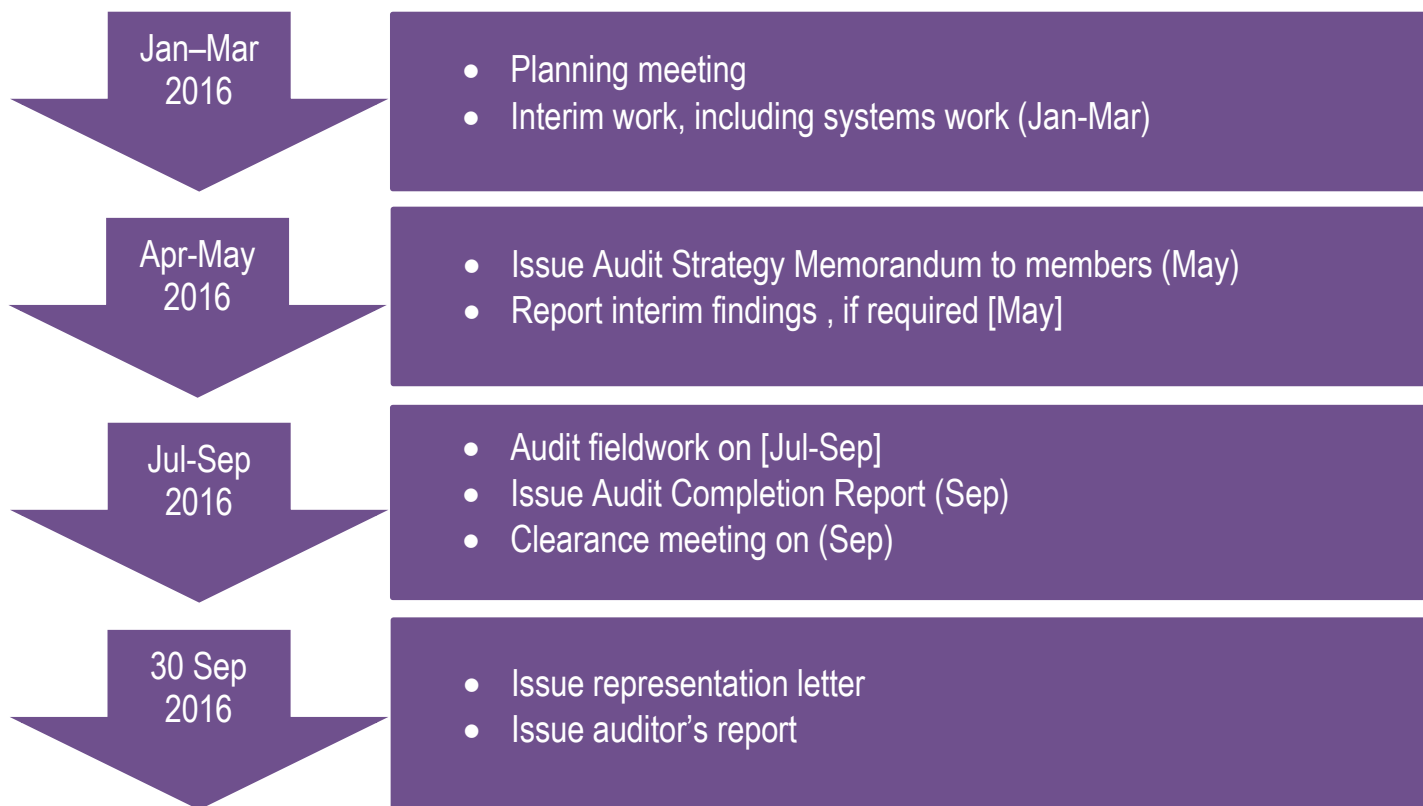 Jan–Mar
2016
• Planning meeting
• Interim work, including systems work (Jan-Mar)
Apr-May
2016
• Issue Audit Strategy Memorandum to members (May)
• Report interim findings , if required [May]
Jul-Sep
2016
• Audit fieldwork on [Jul-Sep]
• Issue Audit Completion Report (Sep)
• Clearance meeting on (Sep)
30 Sep
2016
• Issue representation letter
• Issue auditor’s report